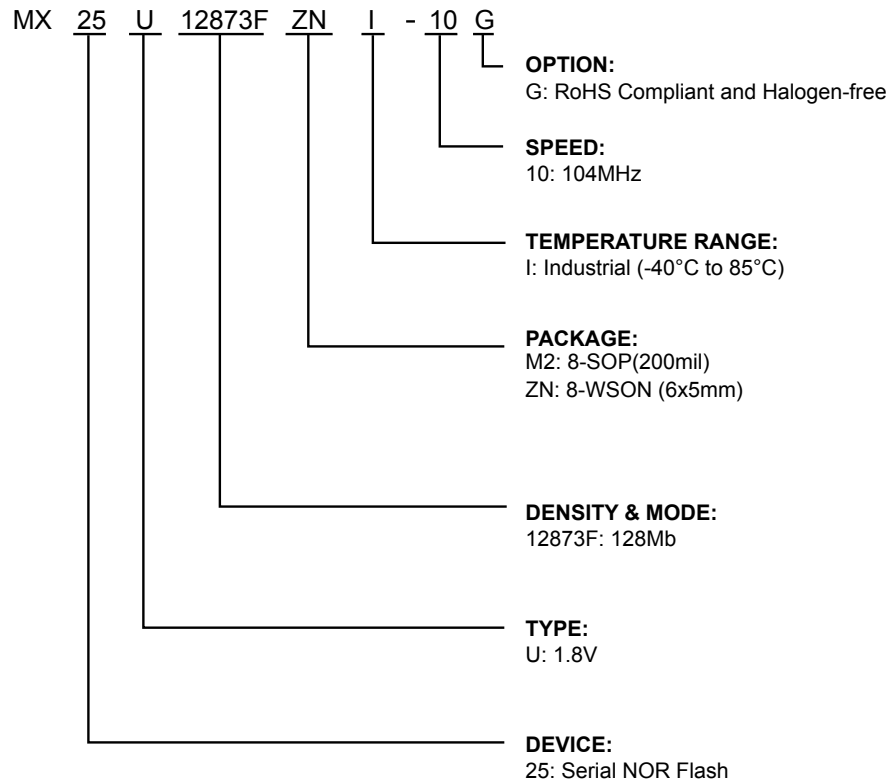 MX 25 U 12873F ZN I - 10 G
OPTION:
G: RoHS Compliant and Halogen-free
SPEED:
10: 104MHz
TEMPERATURE RANGE:
I: Industrial (-40°C to 85°C)
PACKAGE:
M2: 8-SOP(200mil)
ZN: 8-WSON (6x5mm)
DENSITY & MODE:
12873F: 128Mb
TYPE:
U: 1.8V
DEVICE:
25: Serial NOR Flash